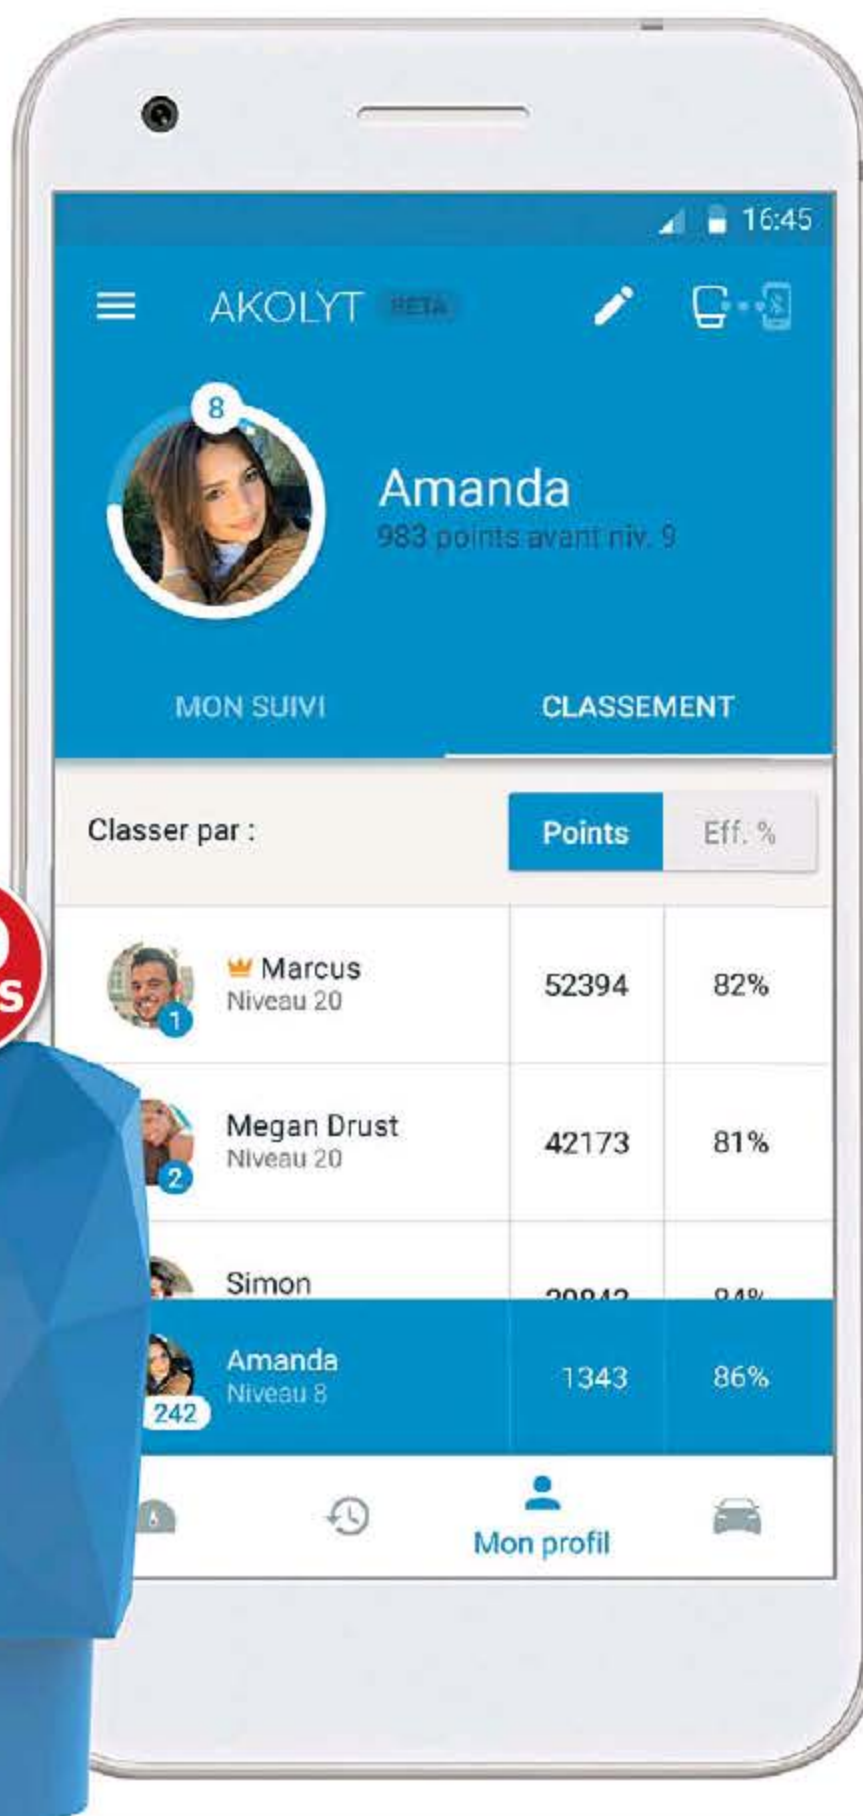 16:45
AKOLYT BETA
8
Amanda
983 points avant niv. 9
MON SUIVI CLASSEMENT
Classer par : Points Eff. %
Marcus 52394 82%
Niveau 20
1
Megan Drust 42173 81%
Niveau 20
2
Simon
Amanda 1343 86%
Niveau 8
242
Mon profil